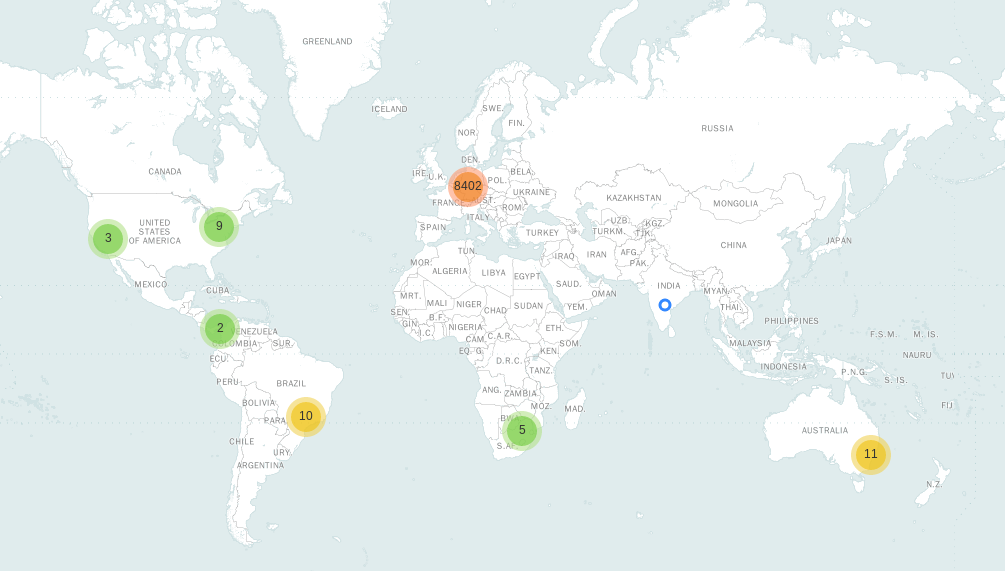 GREENLAND
ICELAND
SWE.
FIN.
NOR.
RUSSIA
DEN.
CANADA
IRE.
U.K.
POL.
BELA.
8402
UKRAINE
KAZAKHSTAN
FRANCE
ROM.
MONGOLIA
UNITED
STATES
OF AMERICA
9
3
ITALY
SPAIN
TURKEY
UZB.
KGZ.
TURKM.
TJK.
JAPAN
CHINA
TUN.
IRAQ
IRAN
AFG.
PAK.
MOR.
ALGERIA
LIBYA
EGYPT
SAUD.
INDIA
MEXICO
CUBA
MRT.
MALI
NIGER
CHAD
SUDAN
OMAN
YEM.
MYAN.
THAI.
SEN.
GIN.
B.F.
NIGERIA
I.C.
C.A.R.
CAM.
ETH.
SOM.
PHILIPPINES
2
VENEZUELA
COLOMBIA
SUR.
F.S.M.
M. IS.
EQ. G.
KEN.
MALAYSIA
NAURU
ECU.
D.R.C.
TANZ.
INDONESIA
P.N.G.
S. IS.
TUV
PERU
BRAZIL
ANG.
ZAMBIA
MOZ.
MAD.
FIJ
BOLIVIA
PARA.
10
5
AUSTRALIA
CHILE
URY.
ARGENTINA
11
N.Z.